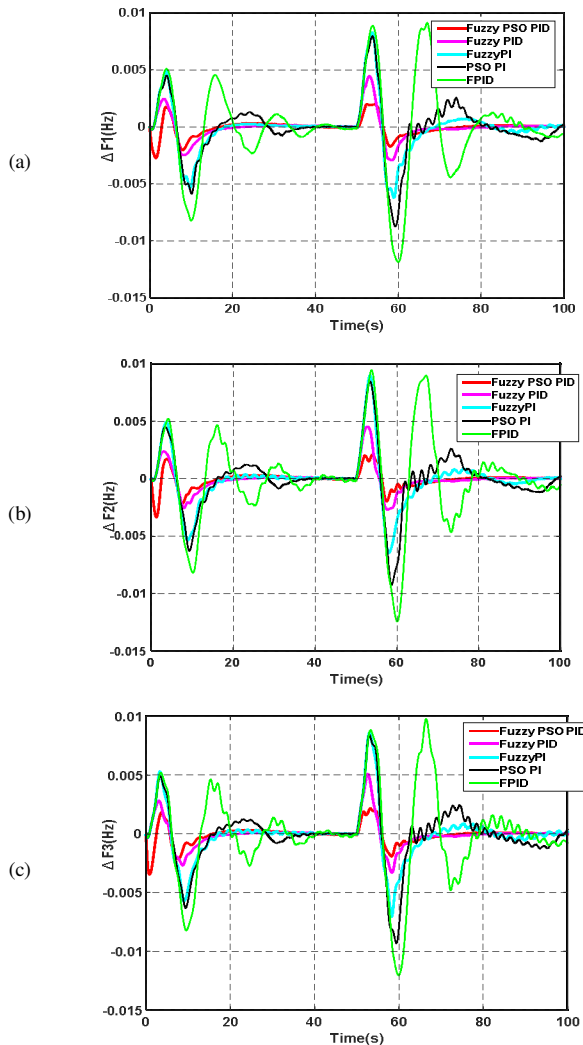 (a)
Δ F1(Hz)
0.01
0.005
0
-0.005
-0.01
-0.015
0 20 40 60 80 100
Time(s)
Fuzzy PSO PID
Fuzzy PID
FuzzyPI
PSO PI
FPID
(b)
Δ F2(Hz)
0.01
0.005
0
-0.005
-0.01
-0.015
0 20 40 60 80 100
Time(s)
Fuzzy PSO PID
Fuzzy PID
FuzzyPI
PSO PI
FPID
(c)
Δ F3(Hz)
0.01
0.005
0
-0.005
-0.01
-0.015
0 20 40 60 80 100
Time(s)
Fuzzy PSO PID
Fuzzy PID
FuzzyPI
PSO PI
FPID